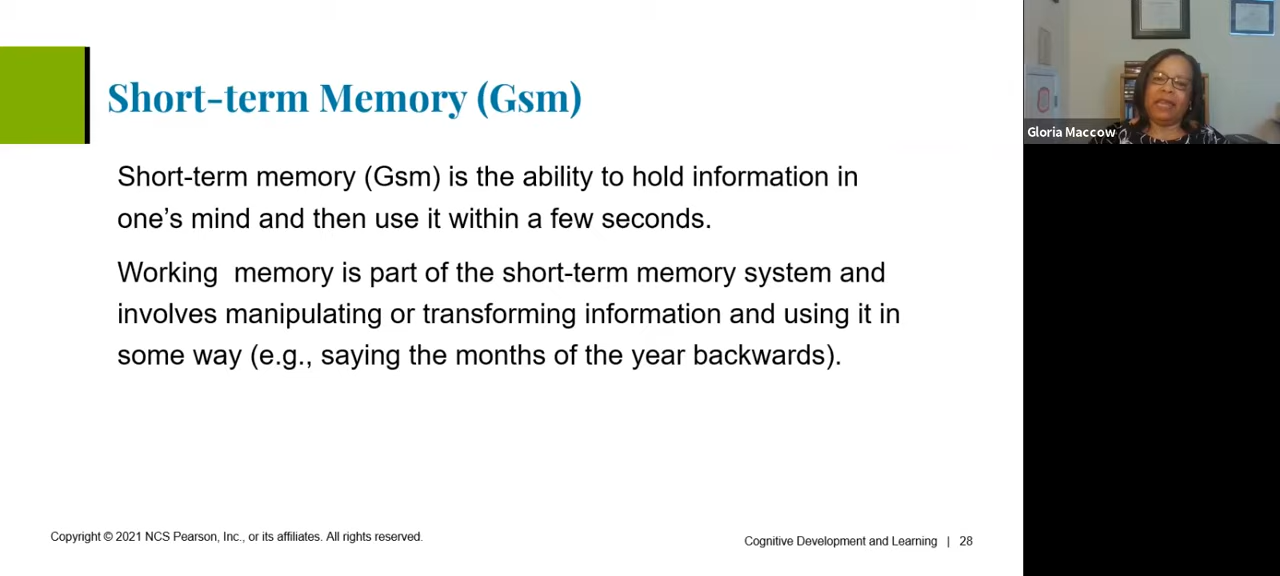 Short-term Memory (Gsm)
Short-term memory (Gsm) is the ability to hold information in
one’s mind and then use it within a few seconds.
Working  memory is part of the short-term memory system and
involves manipulating or transforming information and using it in
some way (e.g., saying the months of the year backwards).
Copyright © 2021 NCS Pearson, Inc., or its affiliates. All rights reserved.
Cognitive Development and Learning | 28
Gloria Maccow